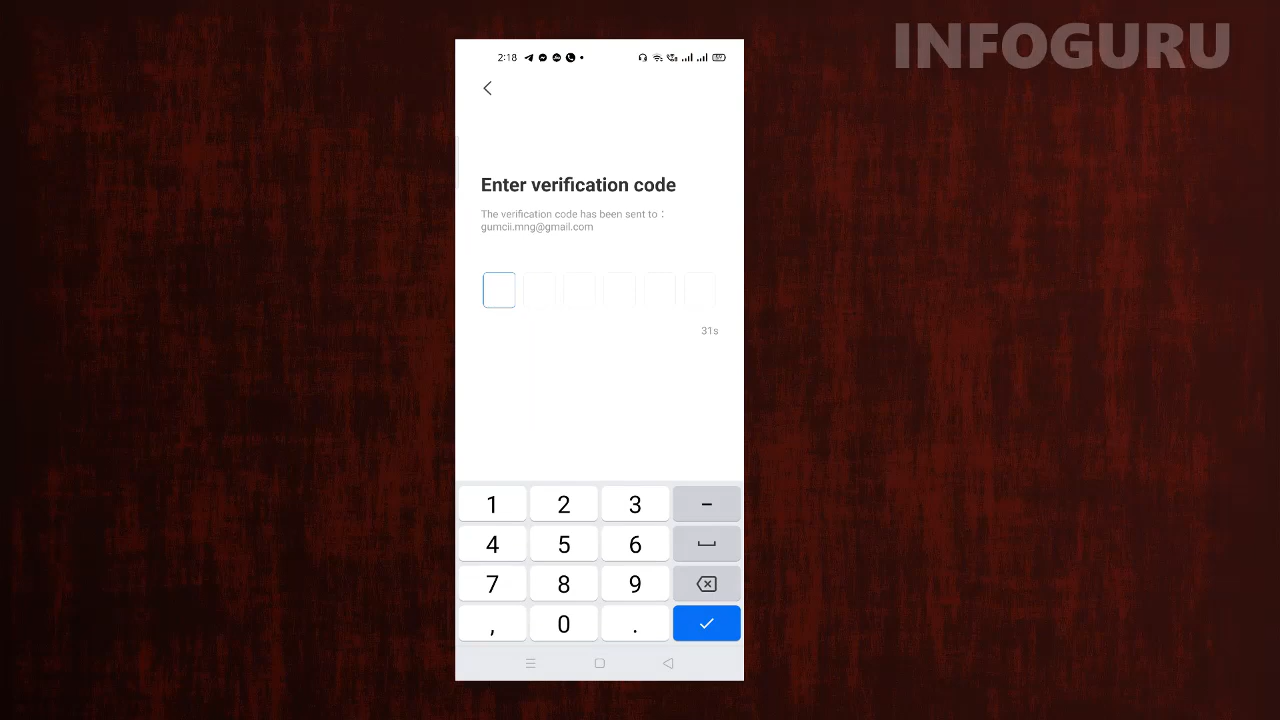 INFOGURU
2:18
Enter verification code
The verification code has been sent to :
gumcii.mng@gmail.com
31s
1 2 3 -
4 5 6
7 8 9
, 0 .